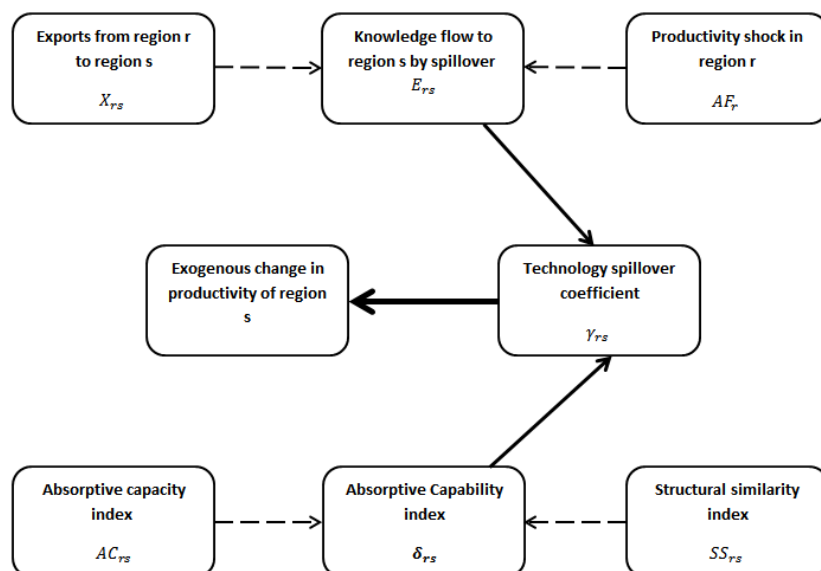 Exports from region r
to region s
X_rs
Knowledge flow to
region s by spillover
E_rs
Productivity shock in
region r
AF_r
Exogenous change in
productivity of region
s
Technology spillover
coefficient
γ_rs
Absorptive capacity
index
AC_rs
Absorptive Capability
index
δ_rs
Structural similarity
index
SS_rs